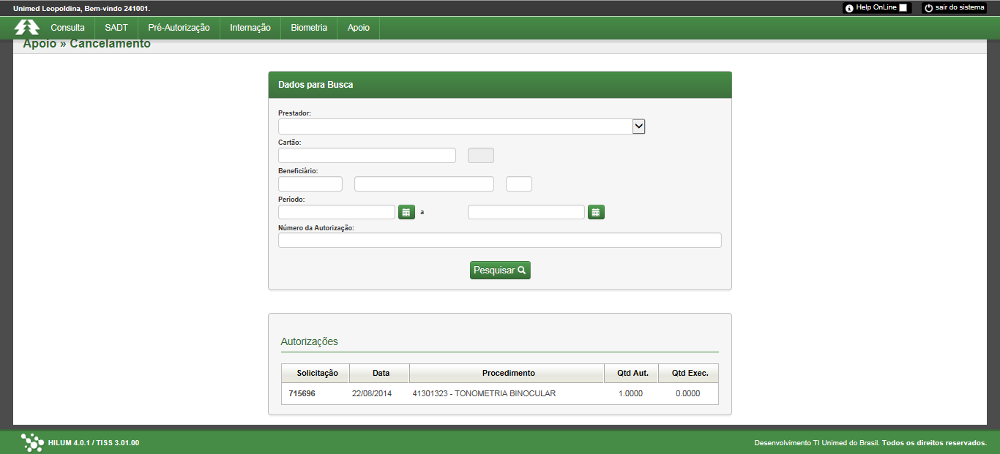 Unimed Leopoldina, Bem-vindo 241001.
Help OnLine
sair do sistema
Consulta
SADT
Pré-Autorização
Internação
Biometria
Apoio
Apoio » Cancelamento
Dados para Busca
Prestador:
Cartão:
Beneficiário:
Período:
a
Número da Autorização:
Pesquisar
Autorizações
Solicitação Data Procedimento Qtd Aut. Qtd Exec.
715696 22/08/2014 41301323 - TONOMETRIA BINOCULAR 1.0000 0.0000
HILUM 4.0.1 / TISS 3.01.00
Desenvolvimento TI Unimed do Brasil. Todos os direitos reservados.